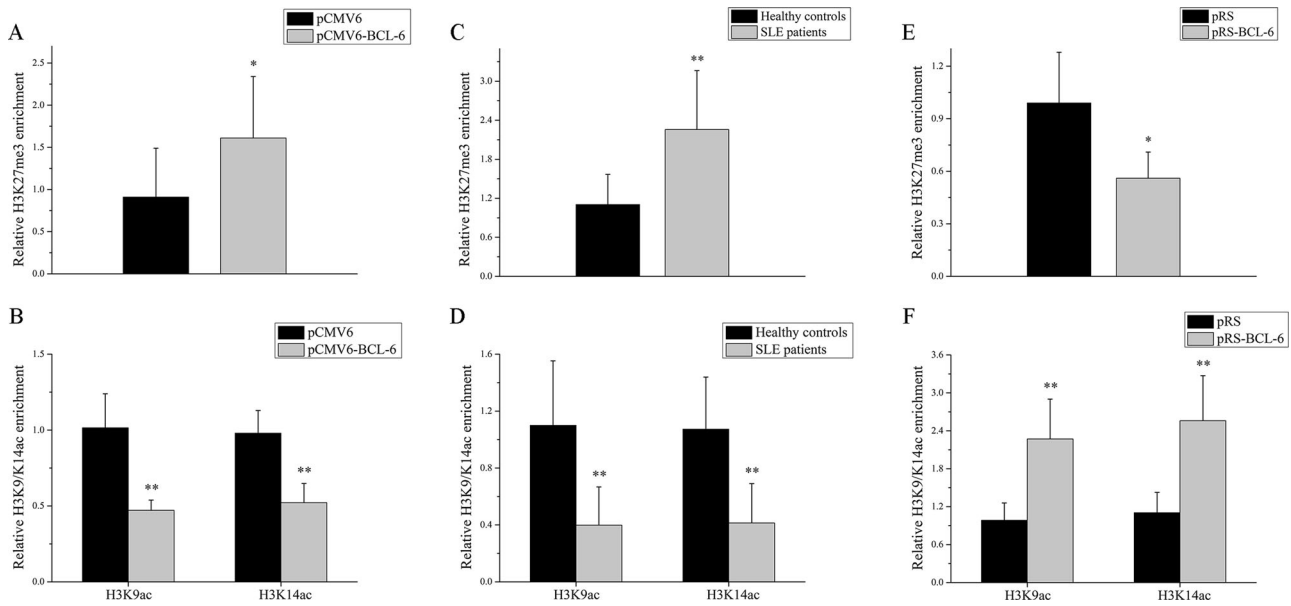 A
pCMV6
pCMV6-BCL-6
Relative H3K27me3 enrichment
2.5
2.0
1.5
1.0
0.5
0.0
*
C
Healthy controls
SLE patients
Relative H3K27me3 enrichment
3.0
2.4
1.8
1.2
0.6
0.0
**
E
pRS
pRS-BCL-6
Relative H3K27me3 enrichment
1.2
0.9
0.6
0.3
0.0
*
B
pCMV6
pCMV6-BCL-6
Relative H3K9/K14ac enrichment
1.5
1.0
0.5
0.0
**
**
H3K9ac H3K14ac
D
Healthy controls
SLE patients
Relative H3K9/K14ac enrichment
1.6
1.2
0.8
0.4
0.0
**
**
H3K9ac H3K14ac
F
pRS
pRS-BCL-6
Relative H3K9/K14ac enrichment
3.6
3.0
2.4
1.8
1.2
0.6
0.0
**
**
H3K9ac H3K14ac